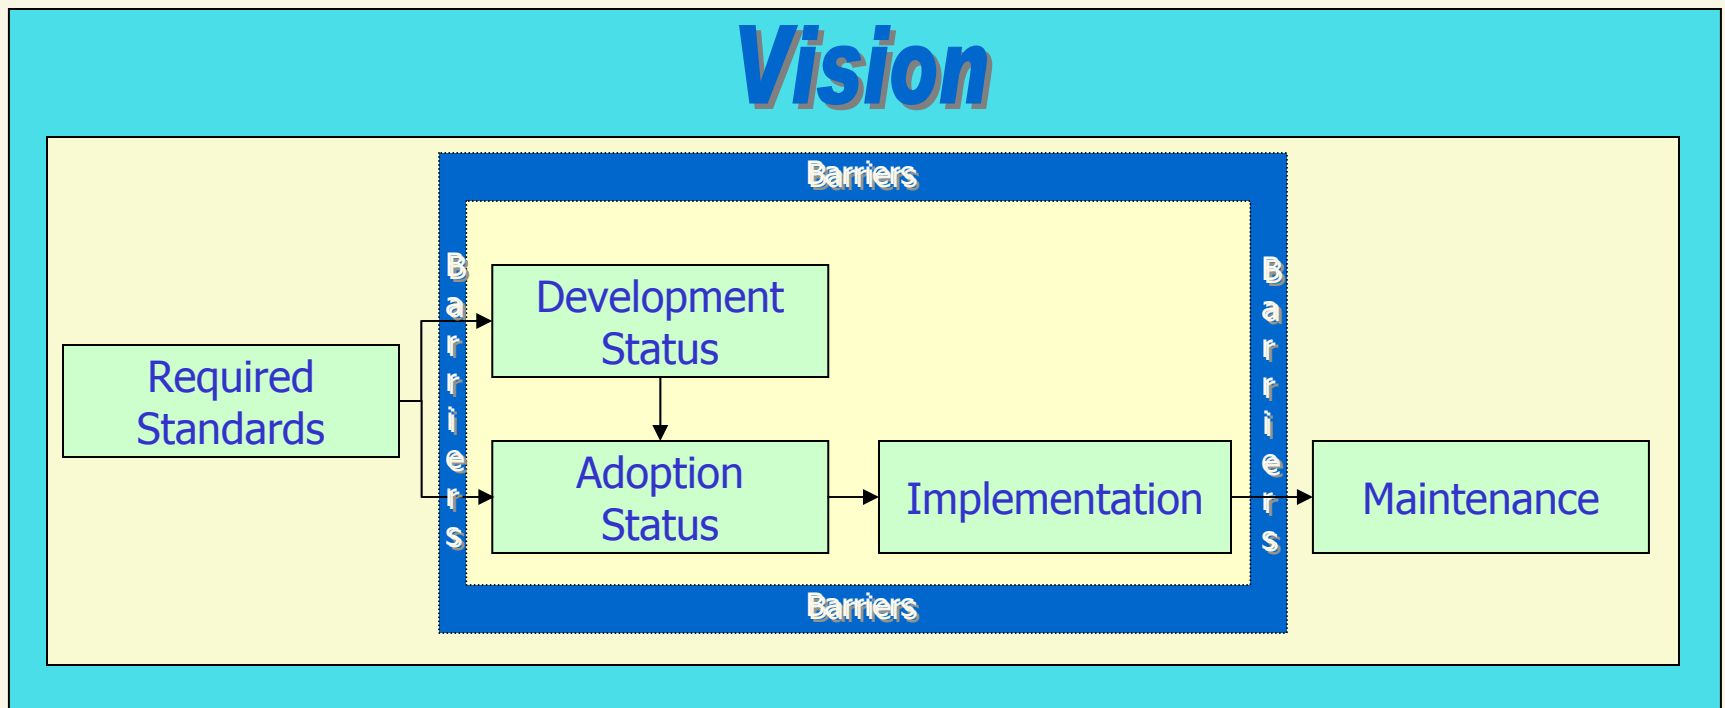 Vision
Barriers
Barriers
Development
Status
Barriers
Required
Standards
Adoption
Status
Implementation
Maintenance
Barriers